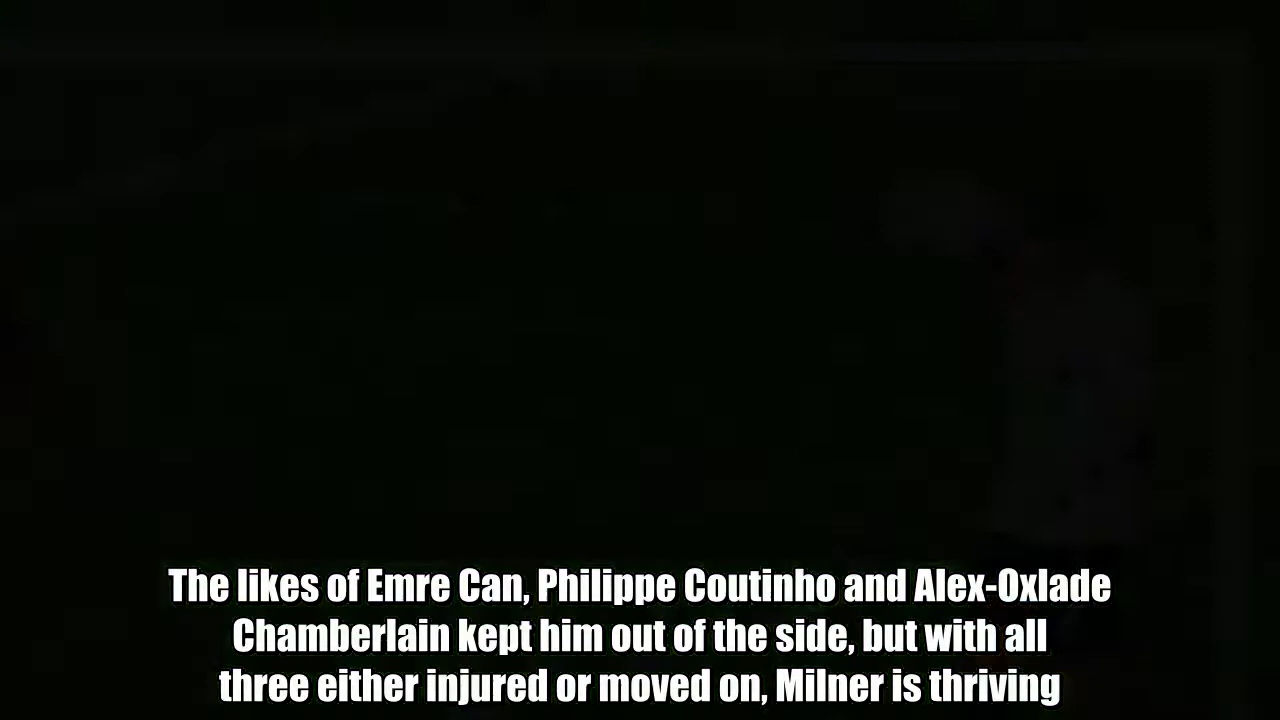 The likes of Emre Can, Philippe Coutinho and Alex-Oxlade
Chamberlain kept him out of the side, but with all
three either injured or moved on, Milner is thriving